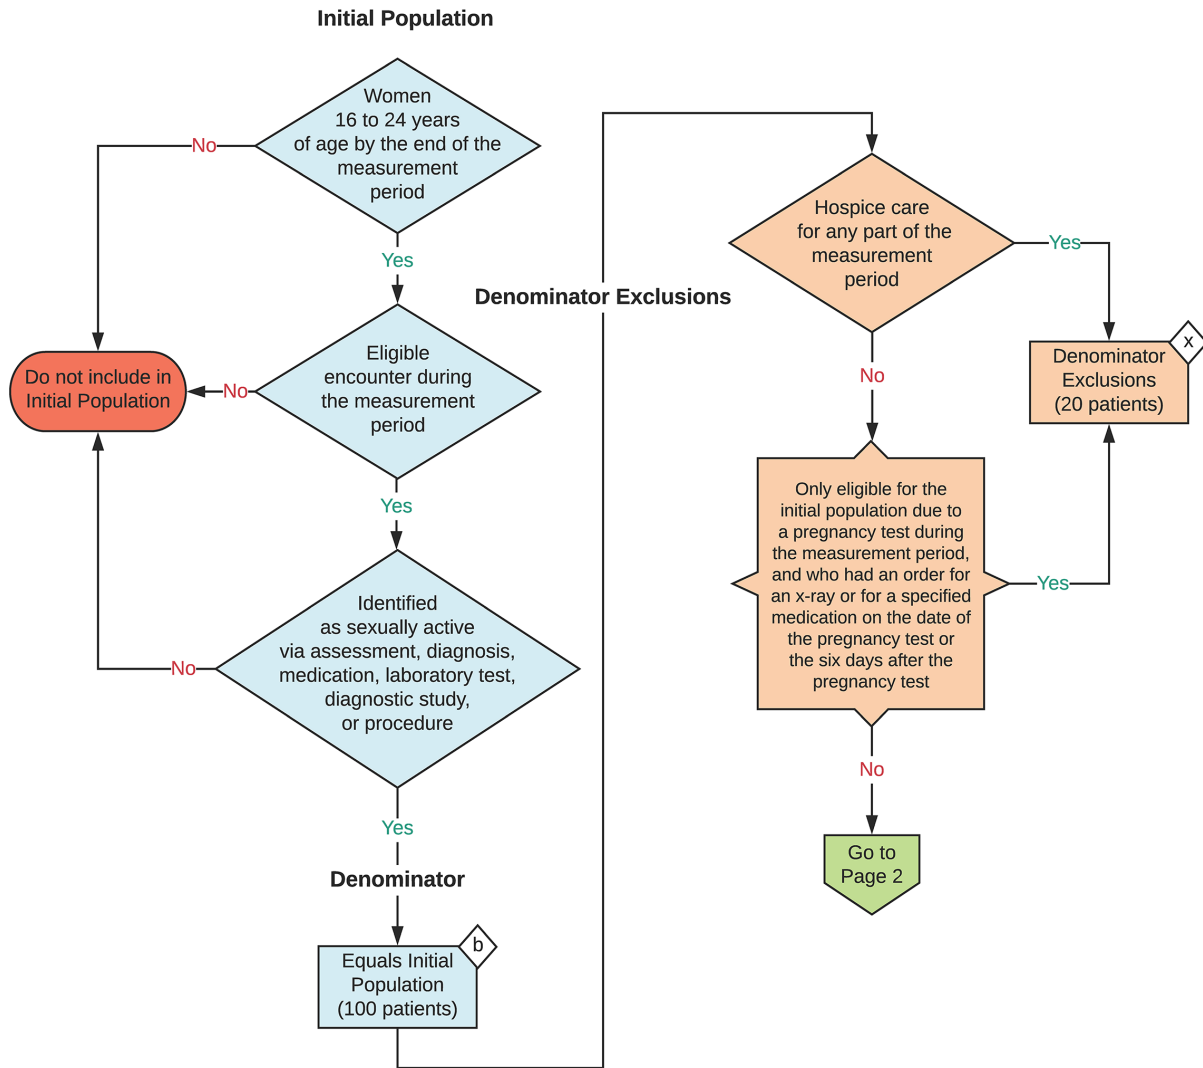 Initial Population
Women
16 to 24 years
of age by the end of the
measurement
period
No
Yes
Eligible
encounter during
the measurement
period
No
Do not include in
Initial Population
Yes
Identified
as sexually active
via assessment, diagnosis,
medication, laboratory test,
diagnostic study,
or procedure
No
Yes
Denominator
Equals Initial
Population
(100 patients)
b
Denominator Exclusions
Hospice care
for any part of the
measurement
period
Yes
No
Denominator
Exclusions
(20 patients)
x
Only eligible for the
initial population due to
a pregnancy test during
the measurement period,
and who had an order for
an x-ray or for a specified
medication on the date of
the pregnancy test or
the six days after the
pregnancy test
Yes
No
Go to
Page 2